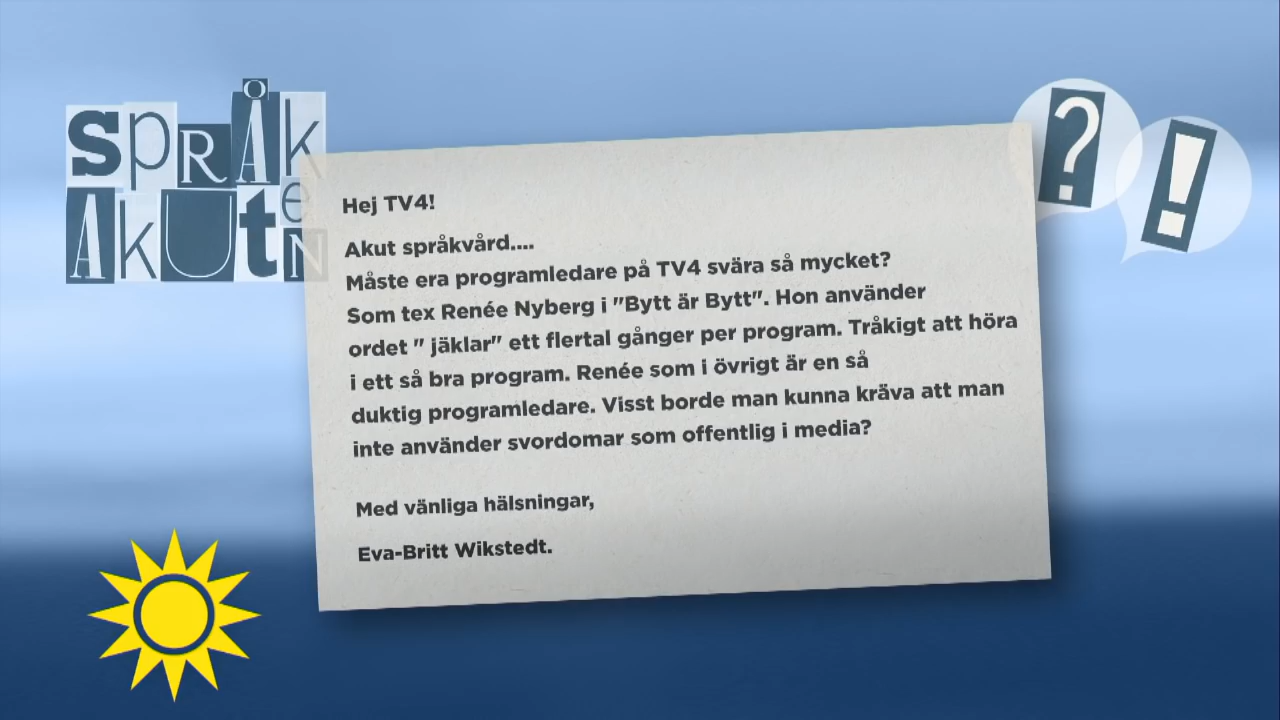 SPRÅK
AKUTEN
? !
Hej TV4!
Akut språkvård....
Måste era programledare på TV4 svära så mycket?
Som tex Renée Nyberg i "Bytt är Bytt". Hon använder
ordet " jäklar" ett flertal gånger per program. Tråkigt att höra
i ett så bra program. Renée som i övrigt är en så
duktig programledare. Visst borde man kunna kräva att man
inte använder svordomar som offentlig i media?
Med vänliga hälsningar,
Eva-Britt Wikstedt.